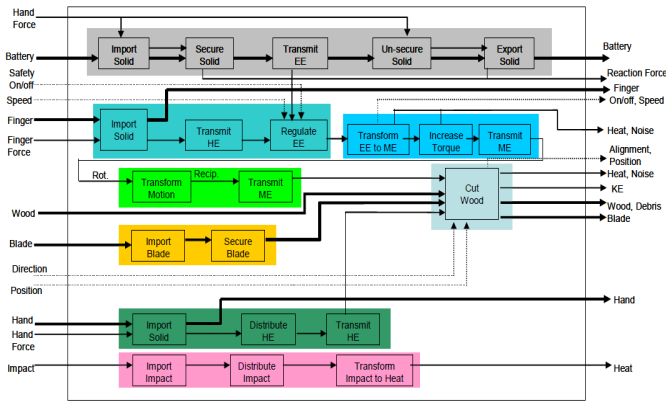 Hand
Force
Battery
Import
Solid
Secure
Solid
Transmit
EE
Un-secure
Solid
Export
Solid
Battery
Reaction Force
Safety
On/off
Speed
Finger
On/off, Speed
Finger
Finger
Force
Import
Solid
Transmit
HE
Regulate
EE
Transform
EE to ME
Increase
Torque
Transmit
ME
Heat, Noise
Alignment,
Position
Rot.
Transform
Motion
Recip.
Transmit
ME
Cut
Wood
Heat, Noise
KE
Wood
Wood, Debris
Blade
Blade
Import
Blade
Secure
Blade
Direction
Position
Hand
Hand
Hand
Force
Import
Solid
Distribute
HE
Transmit
HE
Impact
Import
Impact
Distribute
Impact
Transform
Impact to Heat
Heat